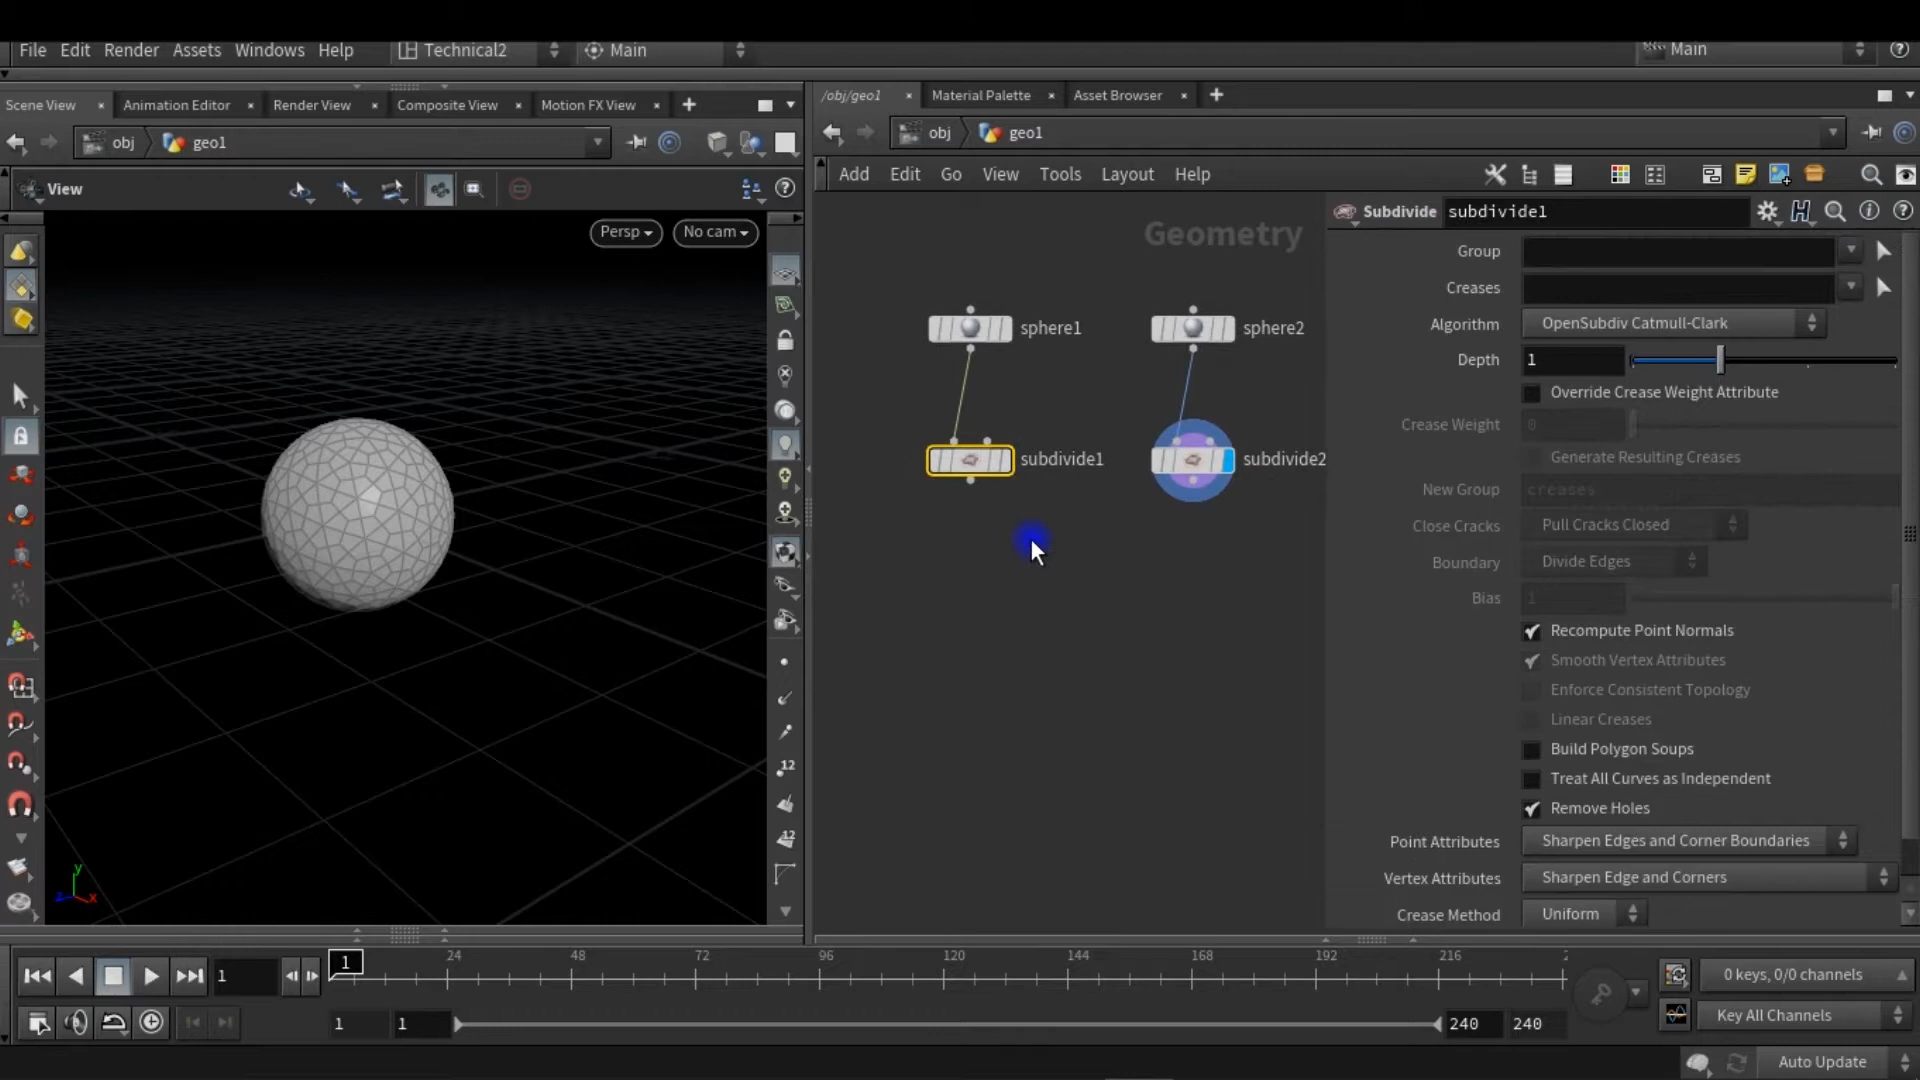 File Edit Render Assets Windows Help Technical2 Main Main
Scene View Animation Editor Render View Composite View Motion FX View
/obj/geo1 Material Palette Asset Browser
obj geo1
obj geo1
View
Add Edit Go View Tools Layout Help
Persp No cam
Geometry
sphere1 sphere2
subdivide1 subdivide2
Subdivide subdivide1
Group
Creases
Algorithm OpenSubdiv Catmull-Clark
Depth 1
Override Crease Weight Attribute
Crease Weight 0
Generate Resulting Creases
New Group creases
Close Cracks Pull Cracks Closed
Boundary Divide Edges
Bias 1
Recompute Point Normals
Smooth Vertex Attributes
Enforce Consistent Topology
Linear Creases
Build Polygon Soups
Treat All Curves as Independent
Remove Holes
Point Attributes Sharpen Edges and Corner Boundaries
Vertex Attributes Sharpen Edge and Corners
Crease Method Uniform
12
12
y
z x
1 1 24 48 72 96 120 144 168 192 216 2
0 keys, 0/0 channels
1 1 240 240
Key All Channels
Auto Update